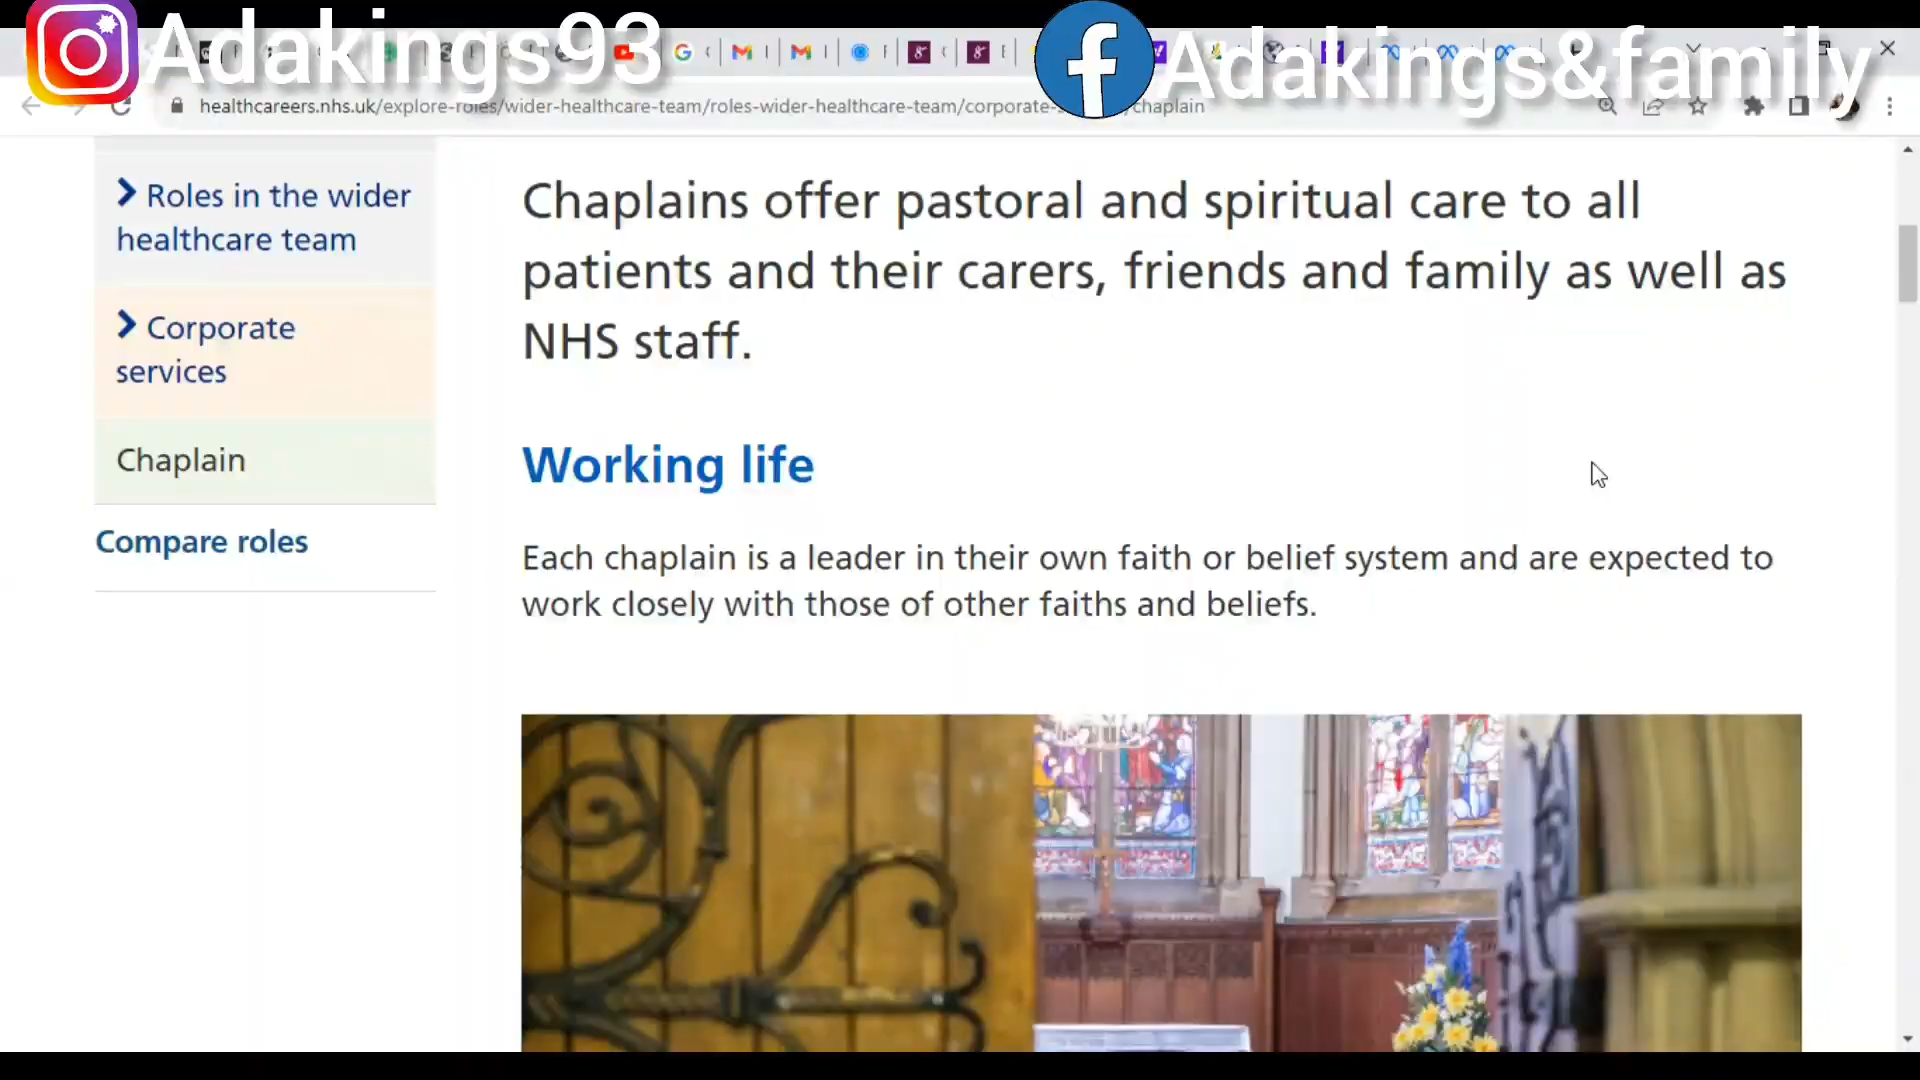 Adakings93
Adakings&family
healthcareers.nhs.uk/explore-roles/wider-healthcare-team/roles-wider-healthcare-team/corporate-s /chaplain
Roles in the wider
healthcare team
Corporate
services
Chaplain
Compare roles
Chaplains offer pastoral and spiritual care to all
patients and their carers, friends and family as well as
NHS staff.
Working life
Each chaplain is a leader in their own faith or belief system and are expected to
work closely with those of other faiths and beliefs.